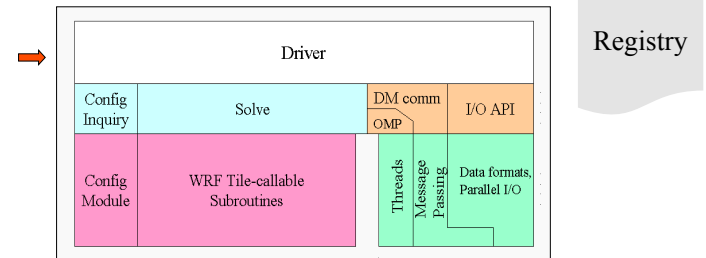 Registry
Driver
Config
Inquiry
Solve
DM comm
OMP
I/O API
Config
Module
WRF Tile-callable
Subroutines
Threads
Message
Passing
Data formats,
Parallel I/O